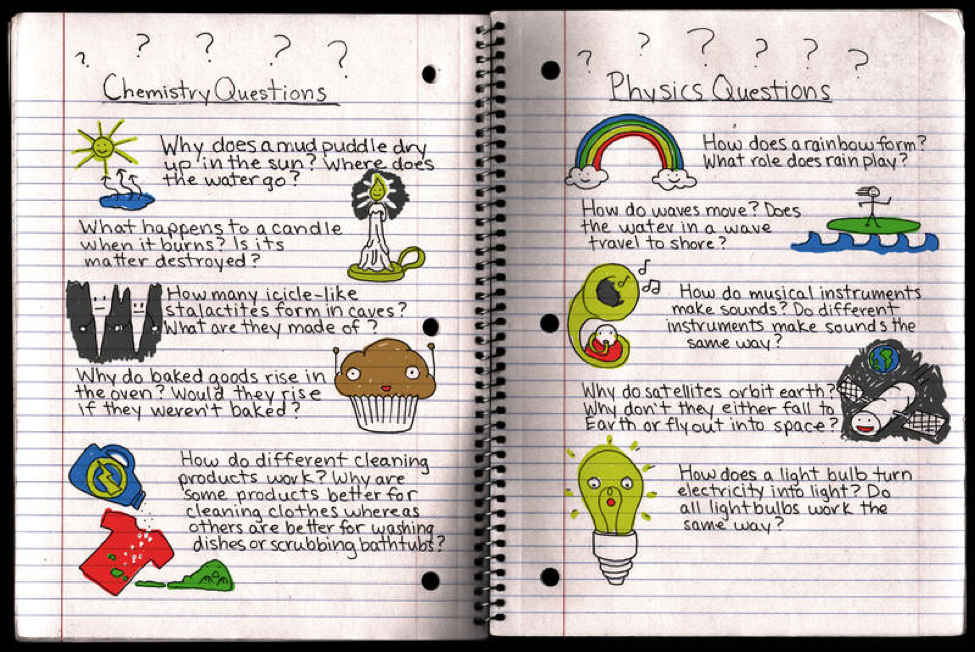 ? ? ? ? ?
Chemistry Questions
Why does a mud puddle dry
up in the sun? Where does
the water go?
What happens to a candle
when it burns? Is its
matter destroyed?
How many icicle-like
stalactites form in caves?
What are they made of?
Why do baked goods rise in
the oven? Would they rise
if they weren't baked?
How do different cleaning
products work? Why are
some products better for
cleaning clothes whereas
others are better for washing
dishes or scrubbing bathtubs?
? ? ? ? ? ?
Physics Questions
How does a rainbow form?
What role does rain play?
How do waves move? Does
the water in a wave
travel to shore?
How do musical instruments
make sounds? Do different
instruments make sounds the
same way?
Why do satellites orbit earth?
Why don't they either fall to
Earth or fly out into space?
How does a light bulb turn
electricity into light? Do
all lightbulbs work the
same way?